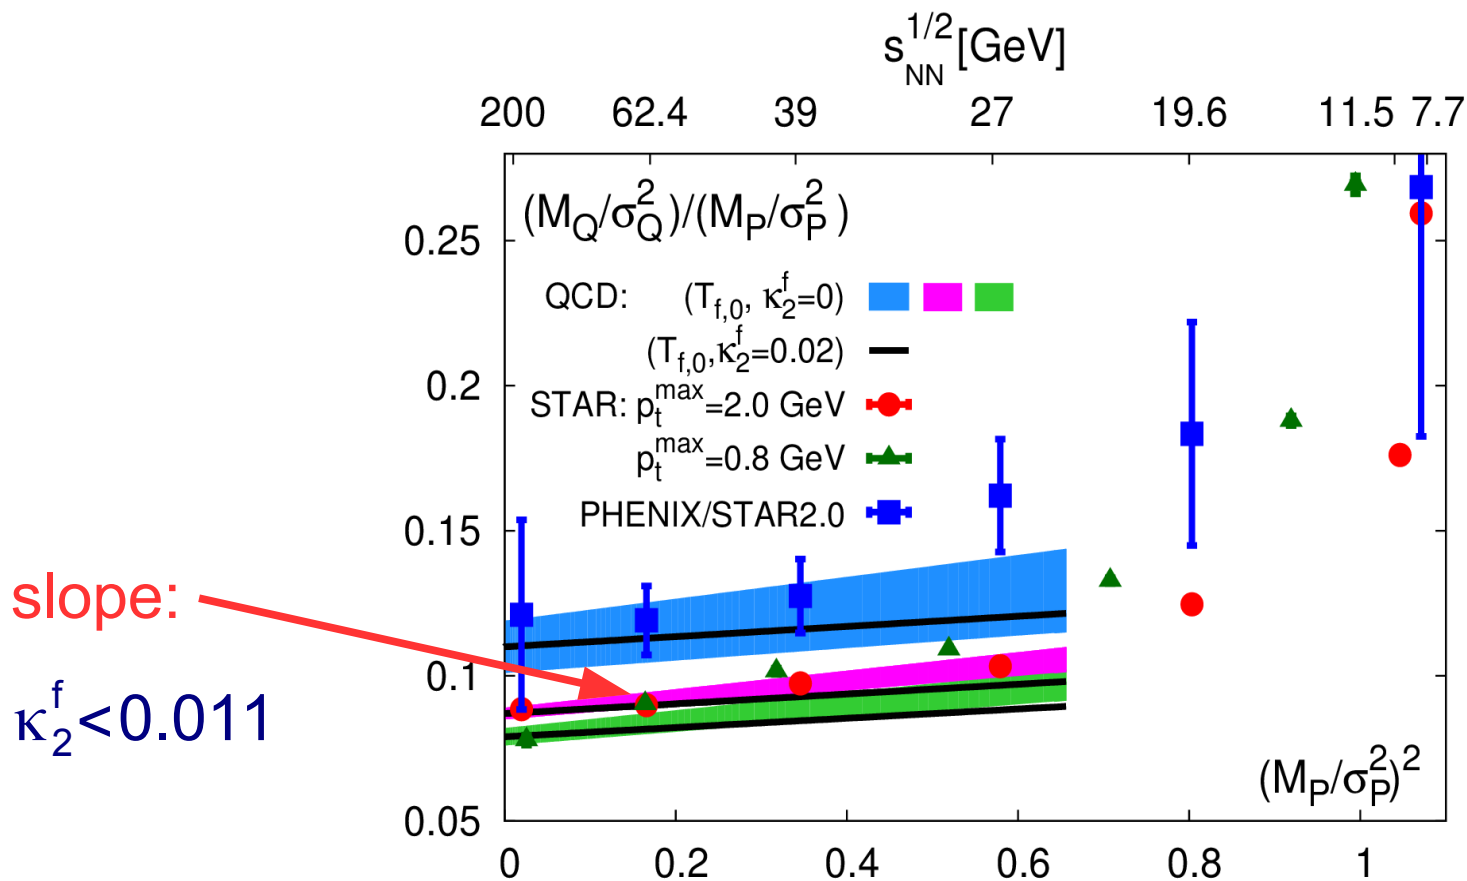 s_NN^1/2 [GeV]
200 62.4 39 27 19.6 11.5 7.7
(M_Q/σ_Q^2)/(M_P/σ_P^2)
0.25
QCD: (T_f,0, κ_2^f=0)
(T_f,0,κ_2^f=0.02)
0.2
STAR: p_t^max=2.0 GeV
p_t^max=0.8 GeV
PHENIX/STAR2.0
0.15
slope:
0.1
κ_2^f<0.011
(M_P/σ_P^2)^2
0.05
0 0.2 0.4 0.6 0.8 1